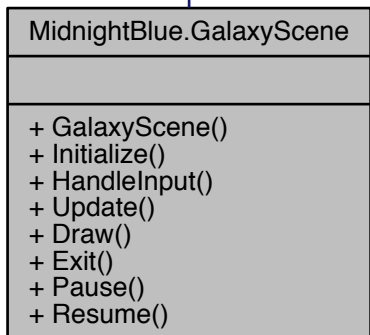 MidnightBlue.GalaxyScene
+ GalaxyScene()
+ Initialize()
+ HandleInput()
+ Update()
+ Draw()
+ Exit()
+ Pause()
+ Resume()